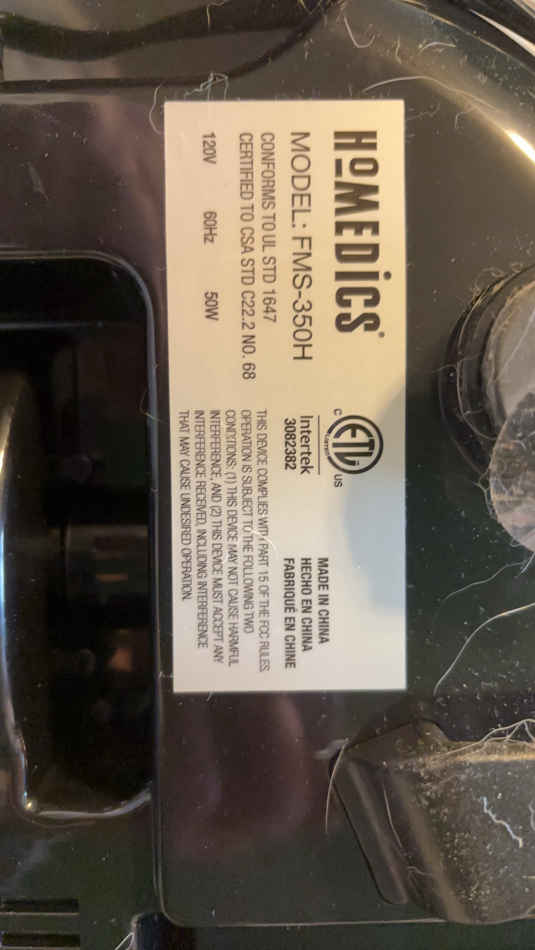 HoMEDiCS®
MODEL: FMS-350H
CONFORMS TO UL STD 1647
CERTIFIED TO CSA STD C22.2 NO. 68
120V 60Hz 50W
ETL
C US
Intertek
3082382
MADE IN CHINA
HECHO EN CHINA
FABRIQUÉ EN CHINE
THIS DEVICE COMPLIES WITH PART 15 OF THE FCC RULES.
OPERATION IS SUBJECT TO THE FOLLOWING TWO
CONDITIONS: (1) THIS DEVICE MAY NOT CAUSE HARMFUL
INTERFERENCE, AND (2) THIS DEVICE MUST ACCEPT ANY
INTERFERENCE RECEIVED, INCLUDING INTERFERENCE
THAT MAY CAUSE UNDESIRED OPERATION.